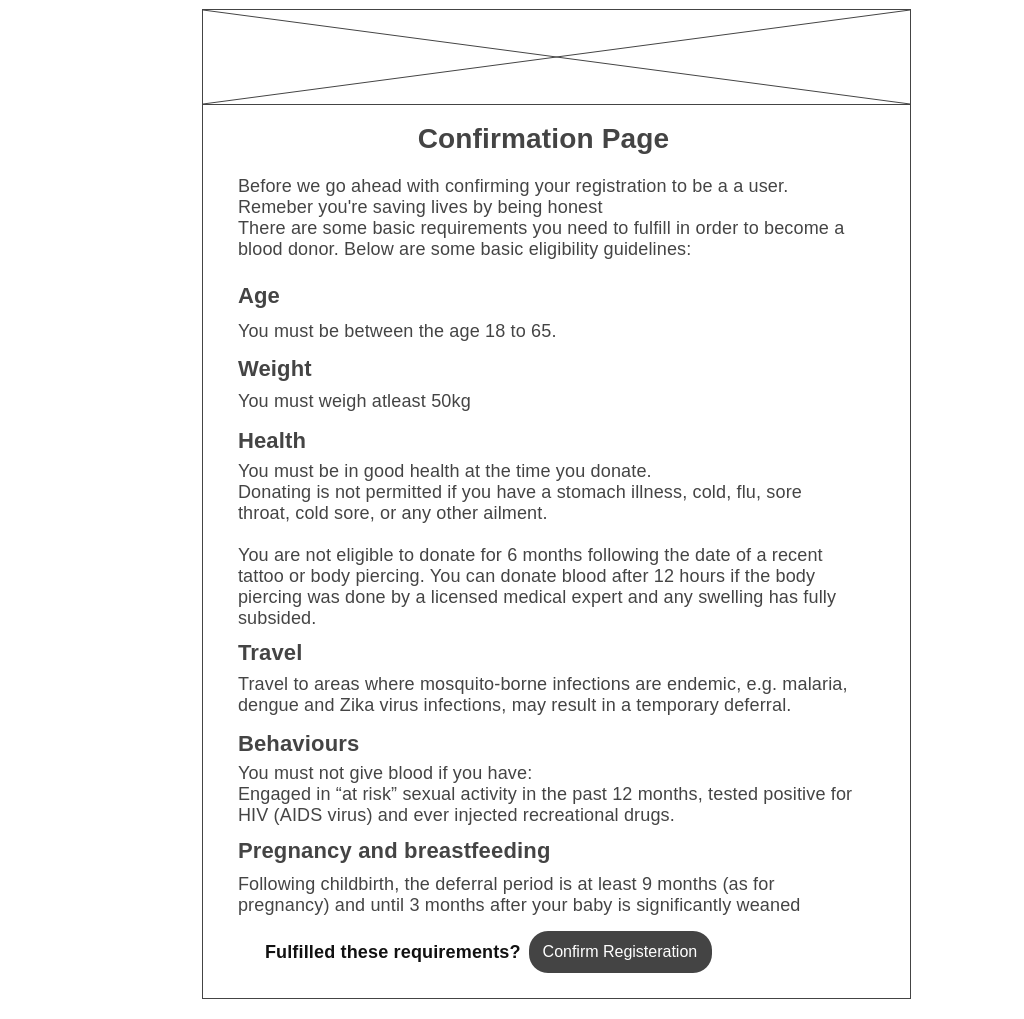 Confirmation Page
Before we go ahead with confirming your registration to be a a user.
Remeber you're saving lives by being honest
There are some basic requirements you need to fulfill in order to become a
blood donor. Below are some basic eligibility guidelines:
Age
You must be between the age 18 to 65.
Weight
You must weigh atleast 50kg
Health
You must be in good health at the time you donate.
Donating is not permitted if you have a stomach illness, cold, flu, sore
throat, cold sore, or any other ailment.
You are not eligible to donate for 6 months following the date of a recent
tattoo or body piercing. You can donate blood after 12 hours if the body
piercing was done by a licensed medical expert and any swelling has fully
subsided.
Travel
Travel to areas where mosquito-borne infections are endemic, e.g. malaria,
dengue and Zika virus infections, may result in a temporary deferral.
Behaviours
You must not give blood if you have:
Engaged in “at risk” sexual activity in the past 12 months, tested positive for
HIV (AIDS virus) and ever injected recreational drugs.
Pregnancy and breastfeeding
Following childbirth, the deferral period is at least 9 months (as for
pregnancy) and until 3 months after your baby is significantly weaned
Fulfilled these requirements? Confirm Registeration